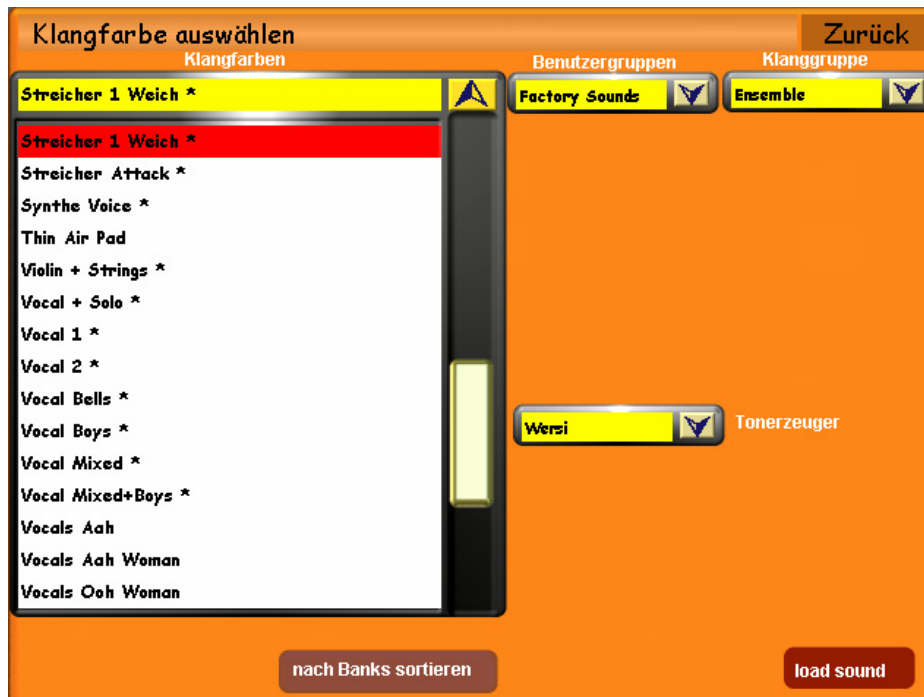 Klangfarbe auswählen
Zurück
Klangfarben
Benutzergruppen
Klanggruppe
Streicher 1 Weich *
Factory Sounds
Ensemble
Streicher 1 Weich *
Streicher Attack *
Synthe Voice *
Thin Air Pad
Violin + Strings *
Vocal + Solo *
Vocal 1 *
Vocal 2 *
Vocal Bells *
Vocal Boys *
Vocal Mixed *
Vocal Mixed+Boys *
Vocals Aah
Vocals Aah Woman
Vocals Ooh Woman
Wersi
Tonerzeuger
nach Banks sortieren
load sound